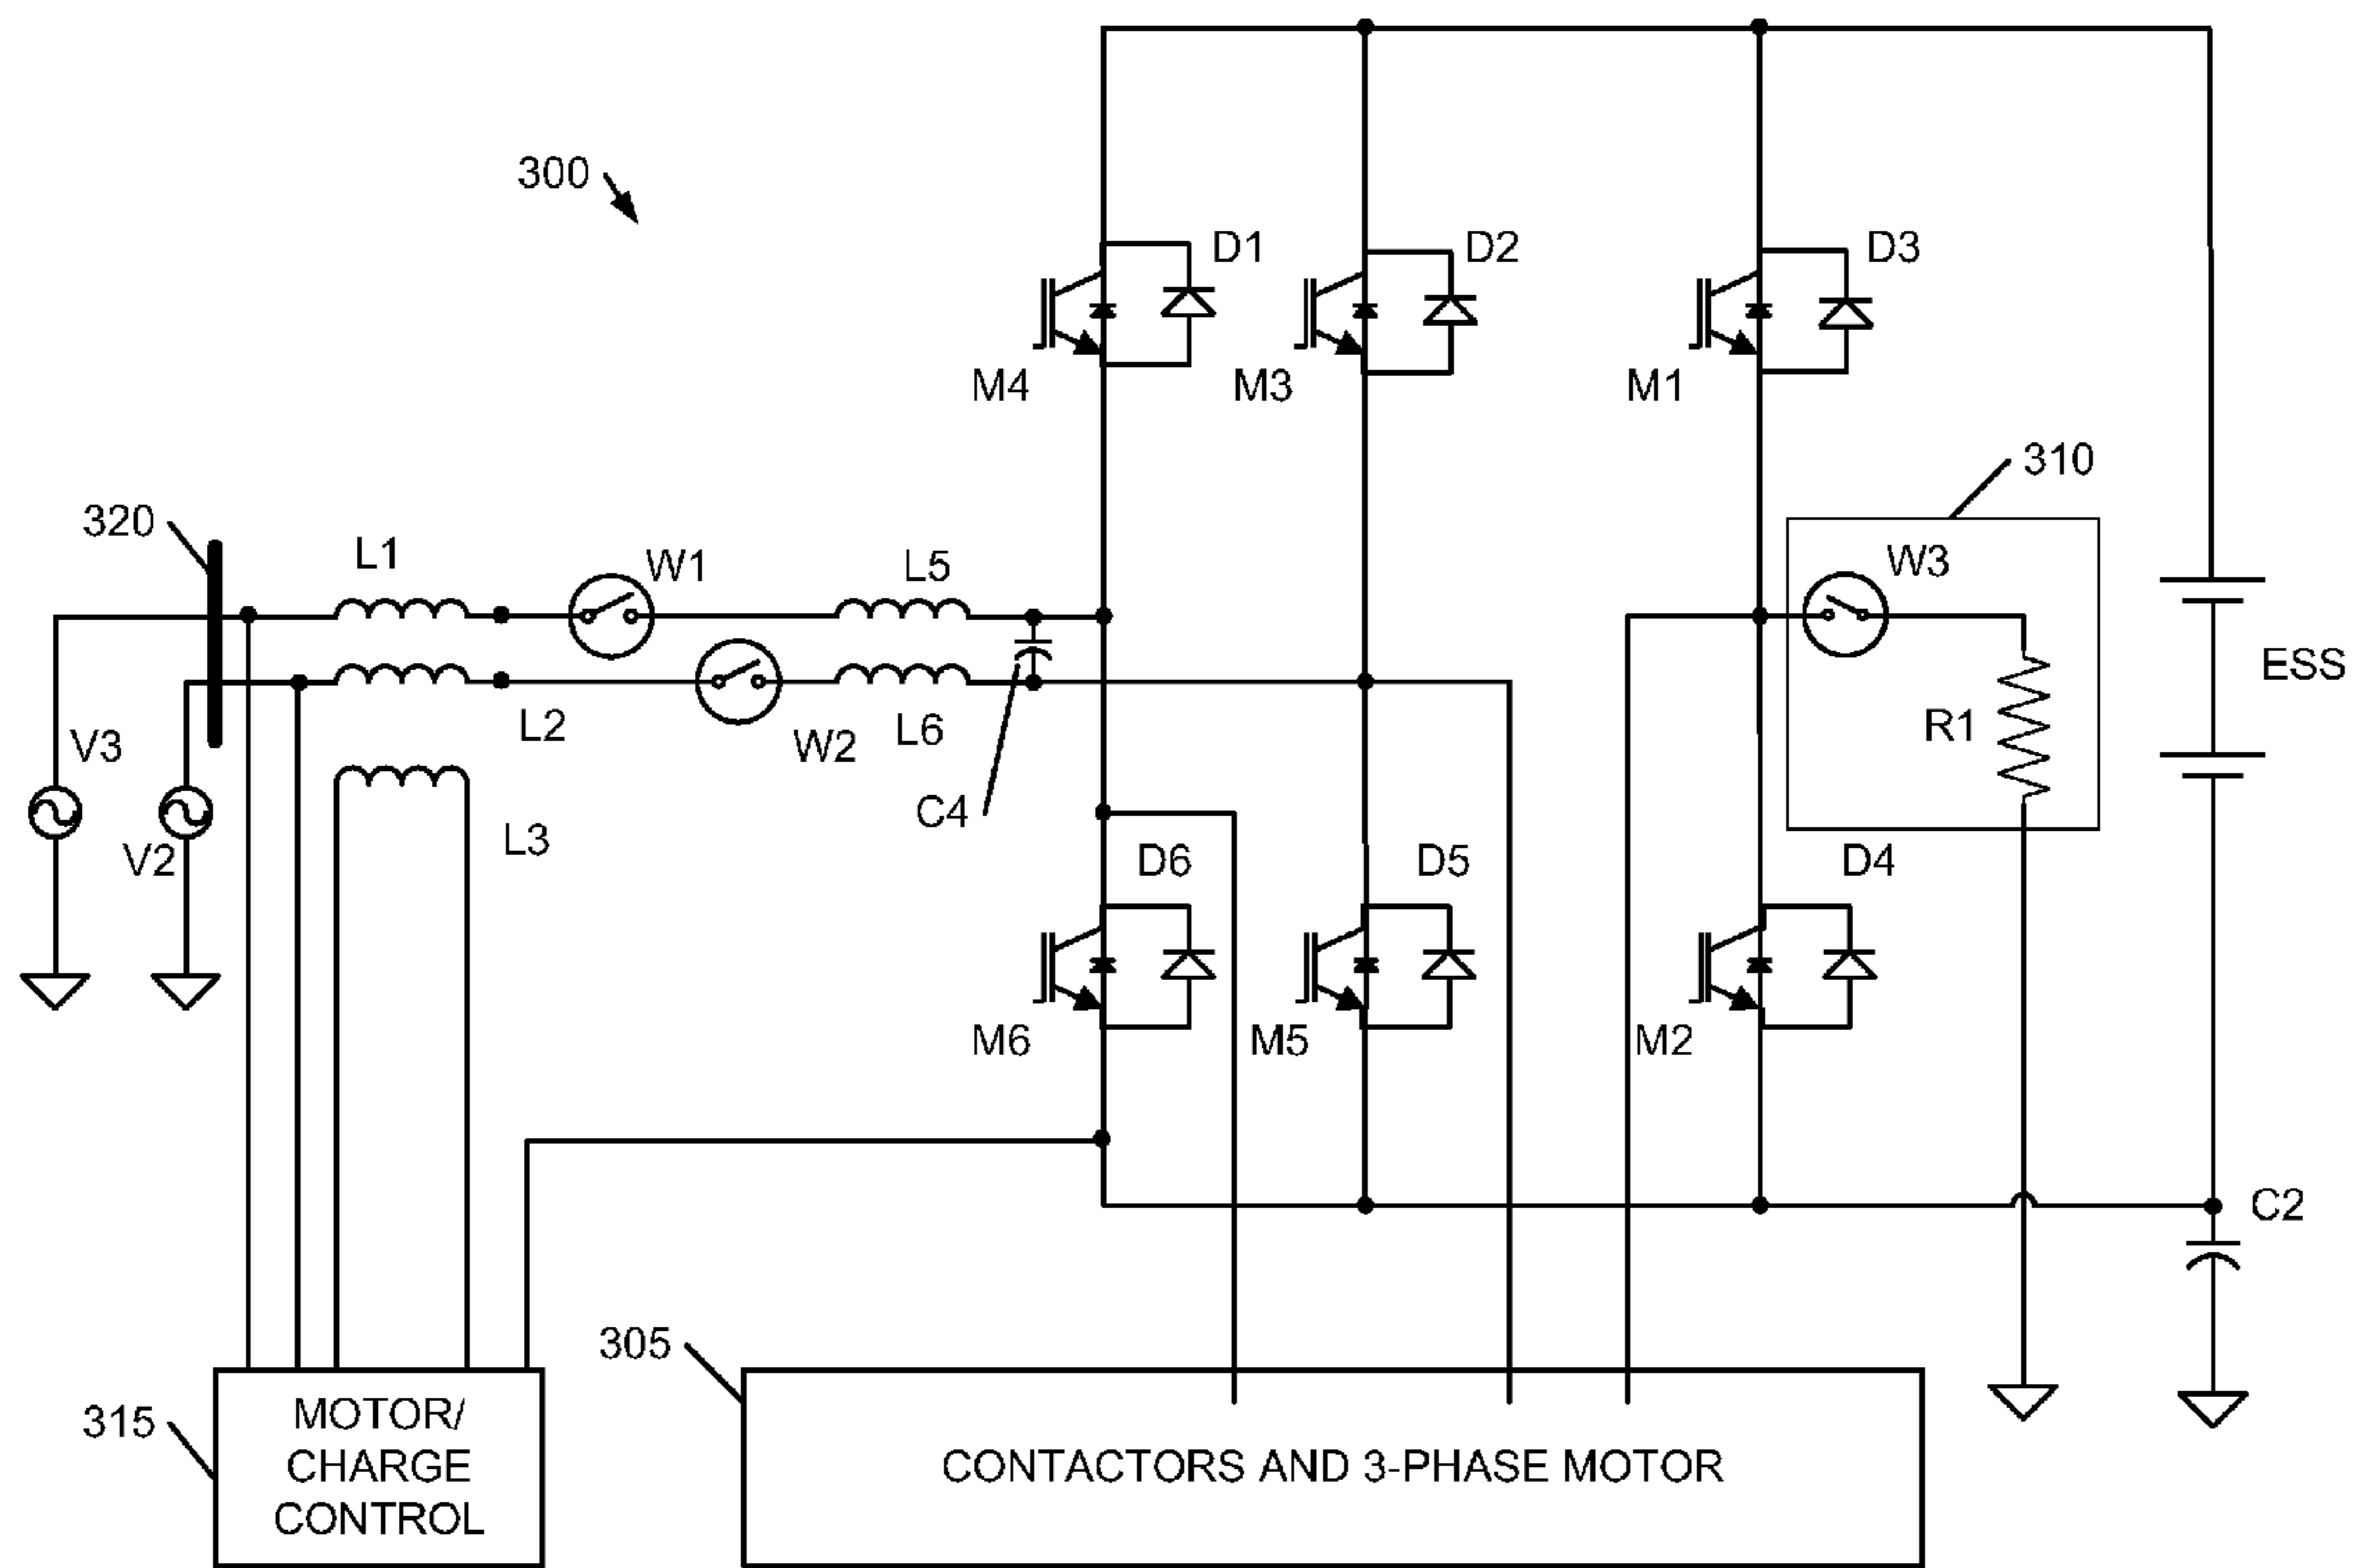 300
D1
D2
D3
M4
M3
M1
310
320
L1
W1
L5
W3
ESS
L2
W2
L6
R1
V3
C4
V2
L3
D6
D5
D4
M6
M5
M2
C2
305
315
MOTOR/
CHARGE
CONTROL
CONTACTORS AND 3-PHASE MOTOR